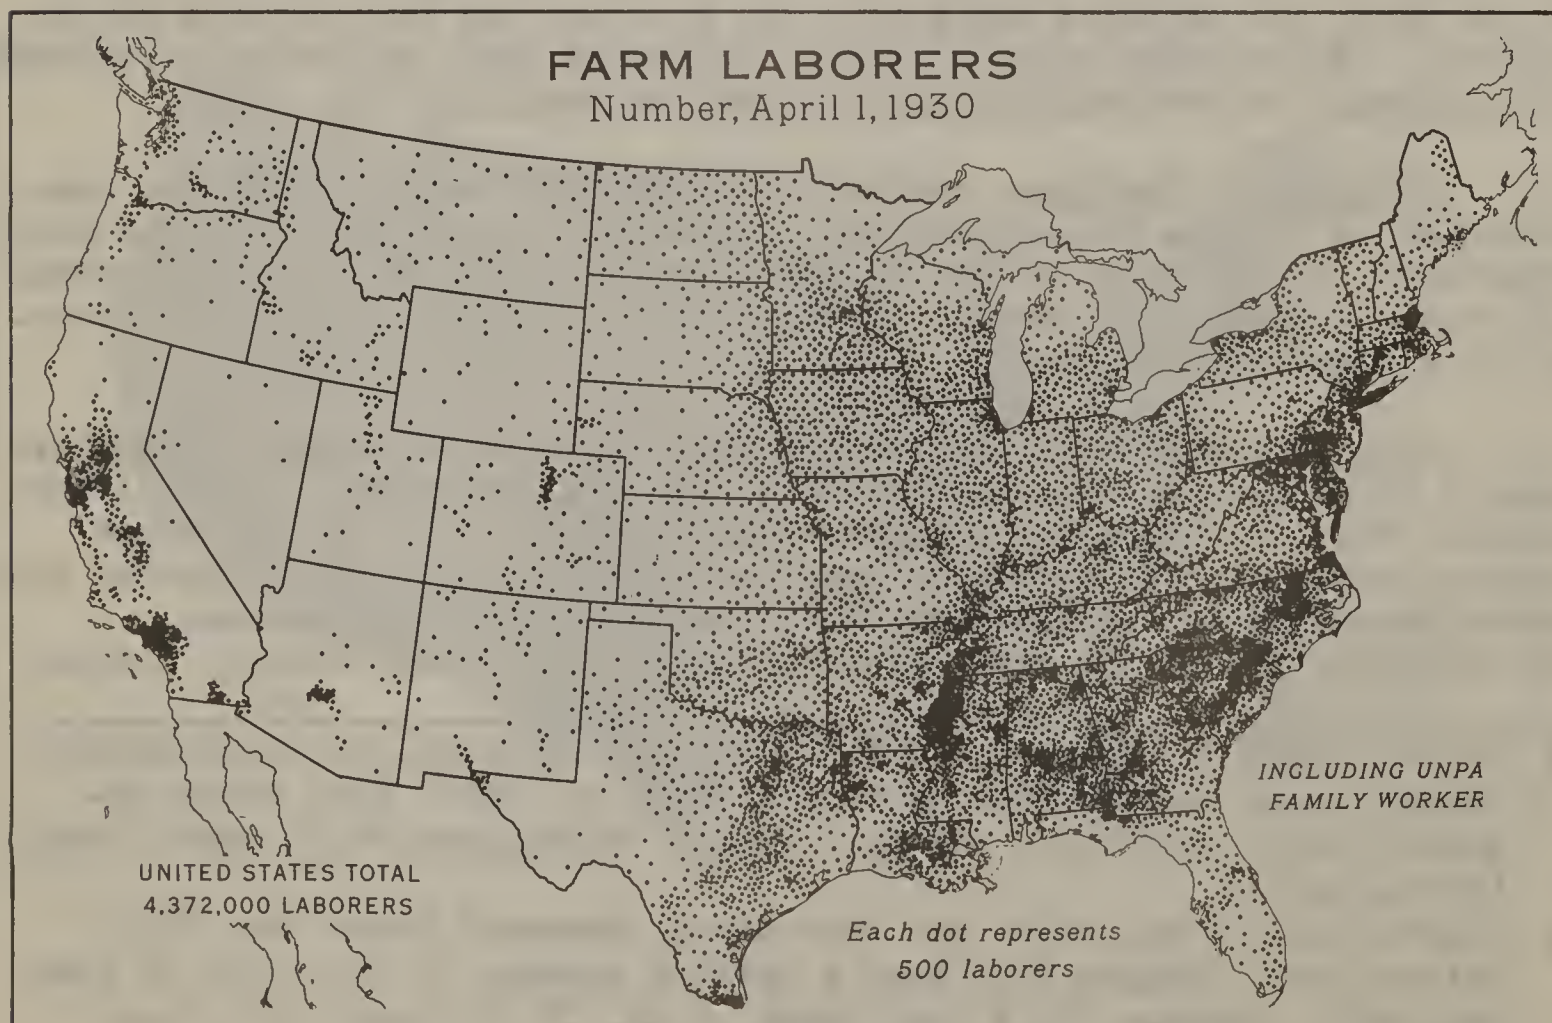 FARM LABORERS
Number, April 1, 1930
INCLUDING UNPA
FAMILY WORKER
UNITED STATES TOTAL
4,372,000 LABORERS
Each dot represents
500 laborers